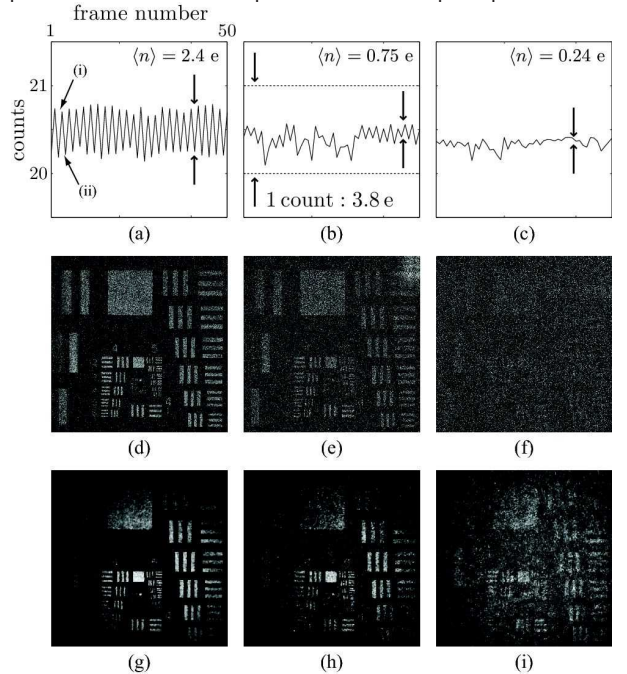 frame number
1 50
⟨n⟩ = 2.4 e
⟨n⟩ = 0.75 e
⟨n⟩ = 0.24 e
21
(i)
counts
20
(ii)
1 count : 3.8 e
(a) (b) (c)
(d) (e) (f)
(g) (h) (i)